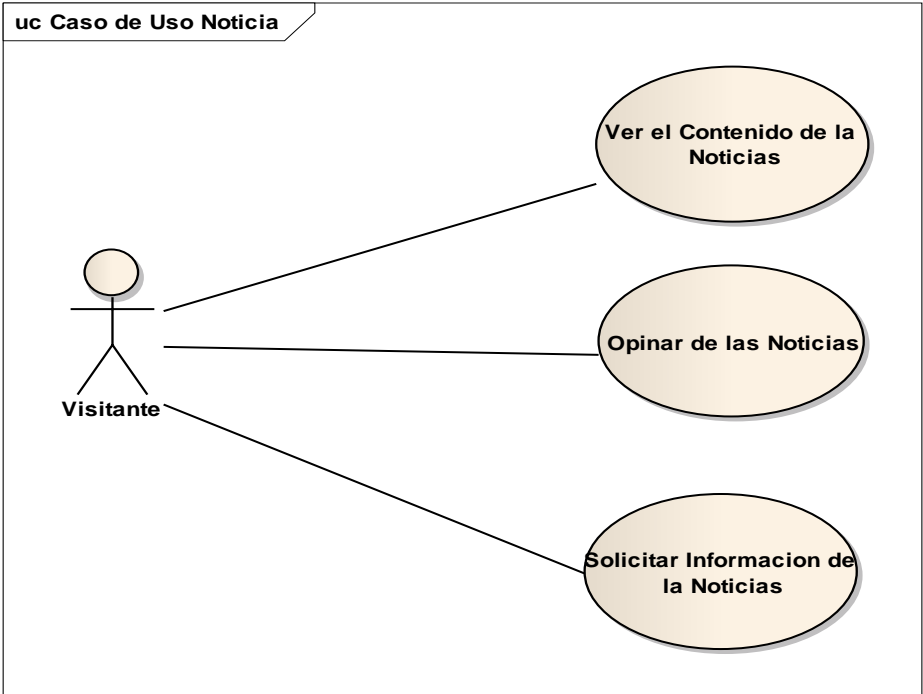 uc Caso de Uso Noticia
Ver el Contenido de la
Noticias
Opinar de las Noticias
Visitante
Solicitar Informacion de
la Noticias